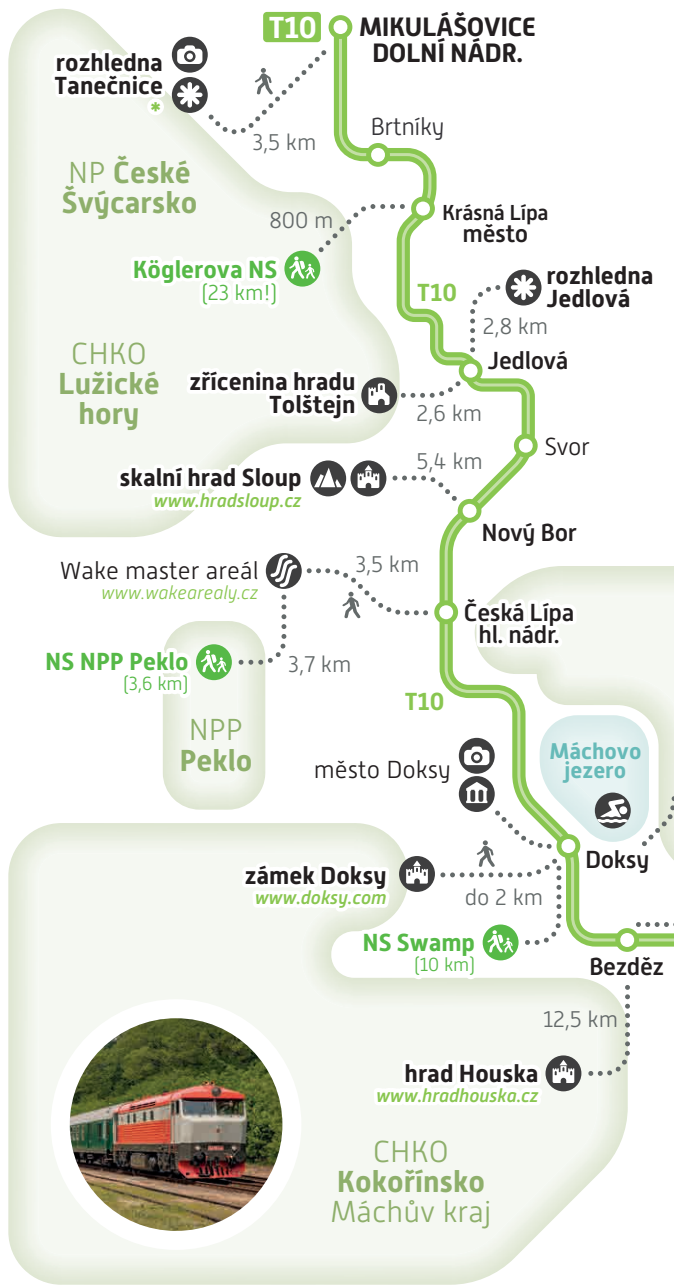 T10 MIKULÁŠOVICE
DOLNÍ NÁDR.
rozhledna
Tanečnice
*
3,5 km
Brtníky
NP České
Švýcarsko
800 m
Krásná Lípa
město
Köglerova NS
(23 km!)
T10
rozhledna
Jedlová
2,8 km
CHKO
Lužické
hory
Jedlová
zřícenina hradu
Tolštejn
2,6 km
Svor
5,4 km
skalní hrad Sloup
www.hradsloup.cz
Nový Bor
Wake master areál
www.wakearealy.cz
3,5 km
Česká Lípa
hl. nádr.
NS NPP Peklo
(3,6 km)
3,7 km
T10
NPP
Peklo
město Doksy
Máchovo
jezero
Doksy
zámek Doksy
www.doksy.com
do 2 km
NS Swamp
(10 km)
Bezděz
12,5 km
hrad Houska
www.hradhouska.cz
CHKO
Kokořínsko
Máchův kraj